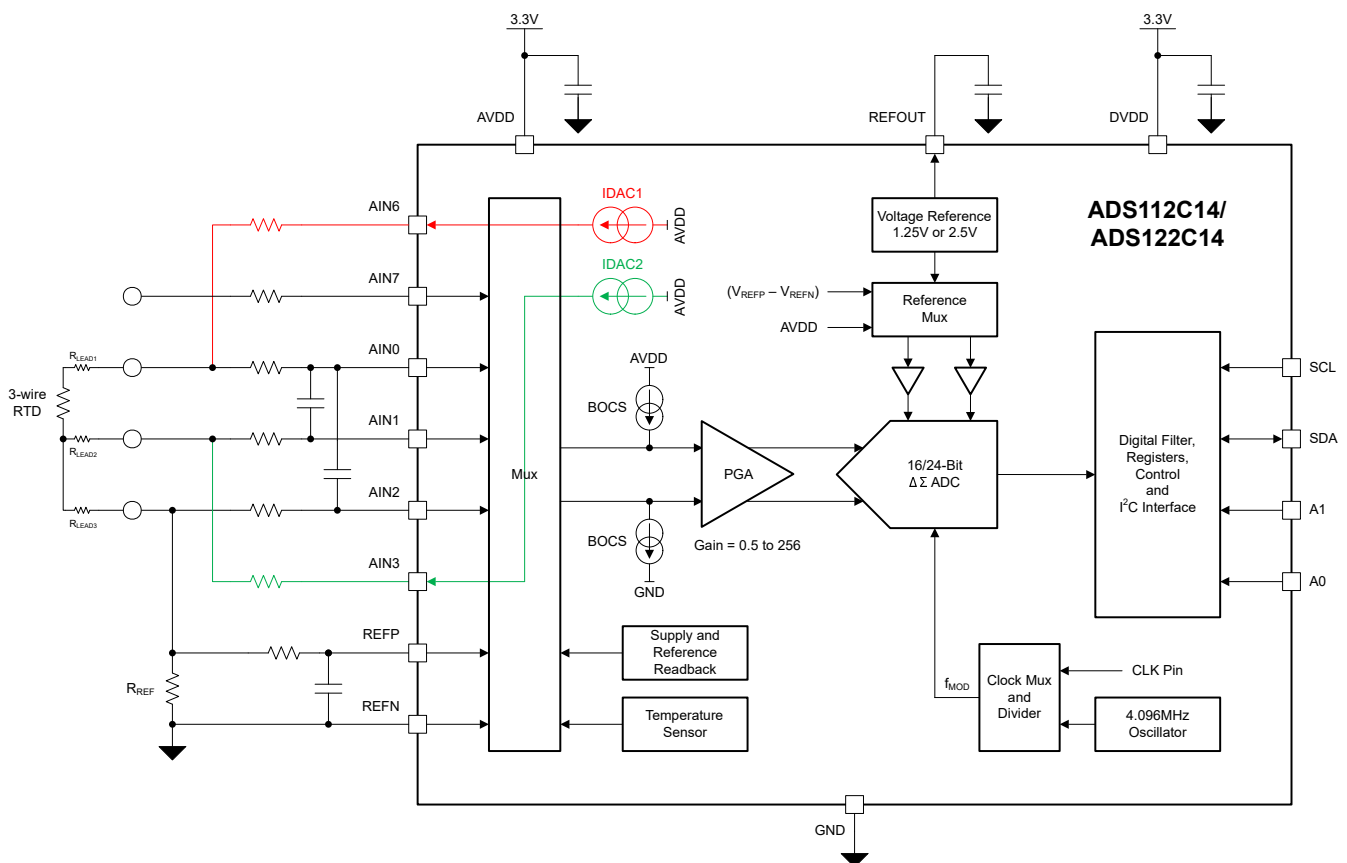 3.3V
3.3V
AVDD
REFOUT
DVDD
IDAC1
AVDD
AIN6
Voltage Reference
1.25V or 2.5V
ADS112C14/
ADS122C14
IDAC2
AVDD
AIN7
(VREFP – VREFN)
Reference
Mux
AVDD
RLEAD1
AIN0
AVDD
SCL
3-wire
RTD
BOCS
AIN1
RLEAD2
SDA
Mux
PGA
16/24-Bit
ΔΣ ADC
Digital Filter,
Registers,
Control
and
I²C Interface
AIN2
RLEAD3
A1
BOCS
Gain = 0.5 to 256
AIN3
GND
A0
REFP
Supply and
Reference
Readback
RREF
fMOD
Clock Mux
and
Divider
CLK Pin
REFN
Temperature
Sensor
4.096MHz
Oscillator
GND